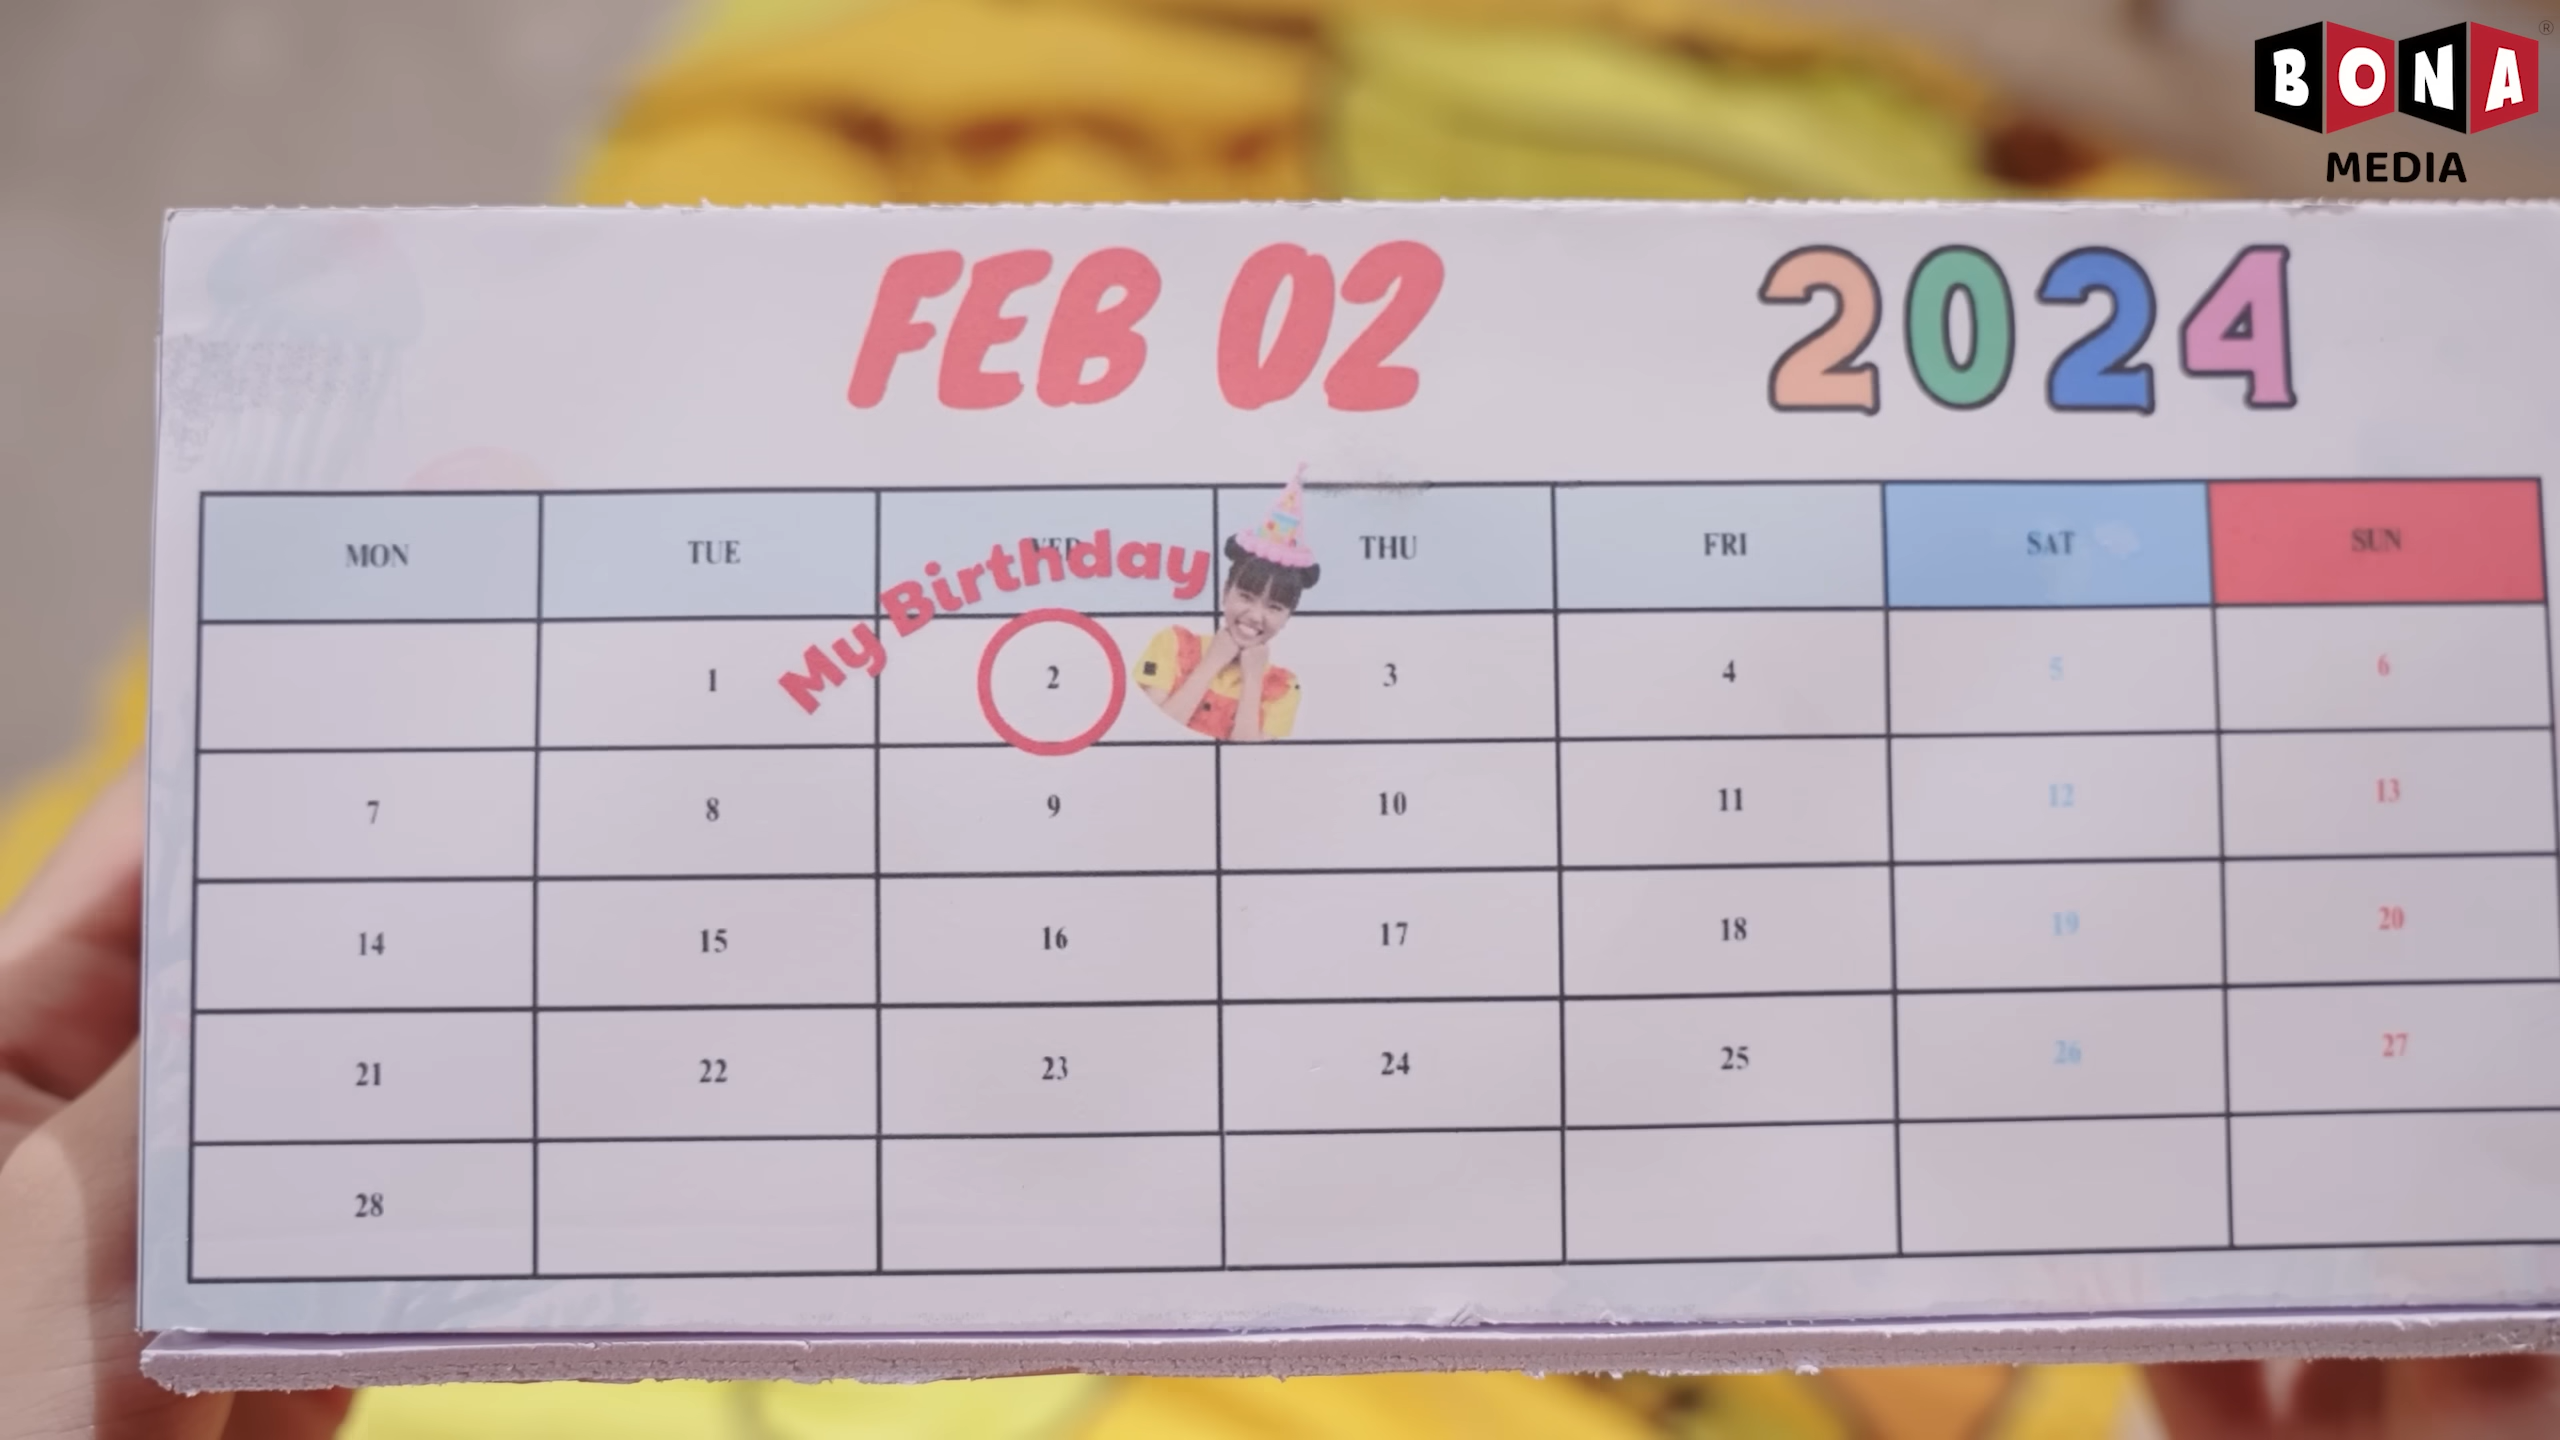 BONA
MEDIA
FEB 02 2024
MON TUE WED THU FRI SAT SUN
My Birthday
1 2 3 4 5 6
7 8 9 10 11 12 13
14 15 16 17 18 19 20
21 22 23 24 25 26 27
28